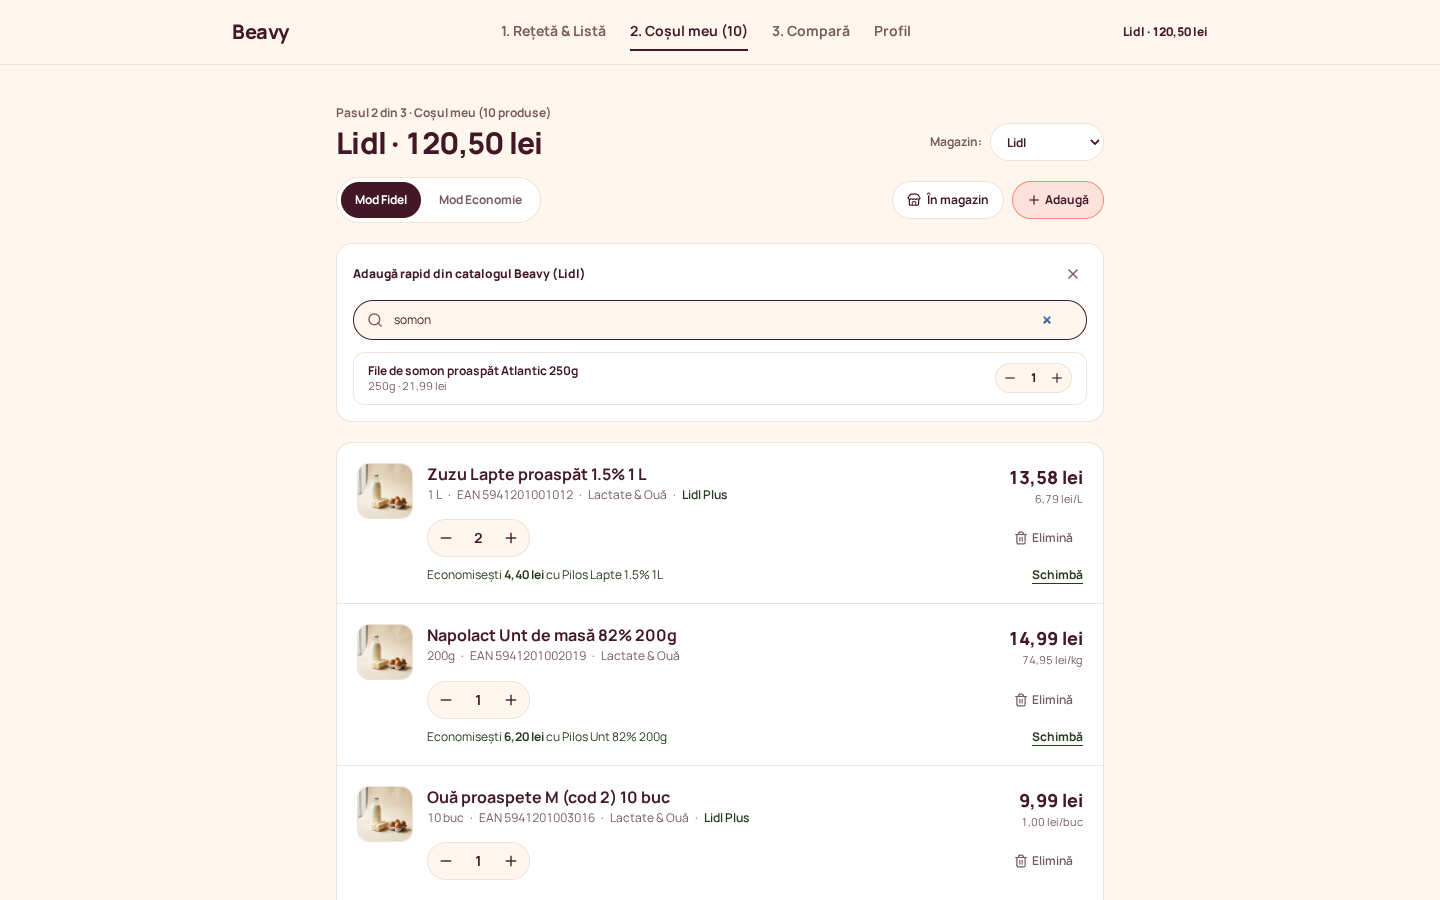 Beavy
1. Rețetă & Listă
2. Coșul meu (10)
3. Compară
Profil
Lidl · 120,50 lei
Pasul 2 din 3 · Coșul meu (10 produse)
Lidl · 120,50 lei
Magazin:
Lidl
Mod Fidel
Mod Economie
În magazin
Adaugă
Adaugă rapid din catalogul Beavy (Lidl)
somon
File de somon proaspăt Atlantic 250g
250g · 21,99 lei
1
Zuzu Lapte proaspăt 1.5% 1 L
13,58 lei
1 L · EAN 5941201001012 · Lactate & Ouă · Lidl Plus
6,79 lei/L
2
Elimină
Economisești 4,40 lei cu Pilos Lapte 1.5% 1L
Schimbă
Napolact Unt de masă 82% 200g
14,99 lei
200g · EAN 5941201002019 · Lactate & Ouă
74,95 lei/kg
1
Elimină
Economisești 6,20 lei cu Pilos Unt 82% 200g
Schimbă
Ouă proaspete M (cod 2) 10 buc
9,99 lei
10 buc · EAN 5941201003016 · Lactate & Ouă · Lidl Plus
1,00 lei/buc
1
Elimină